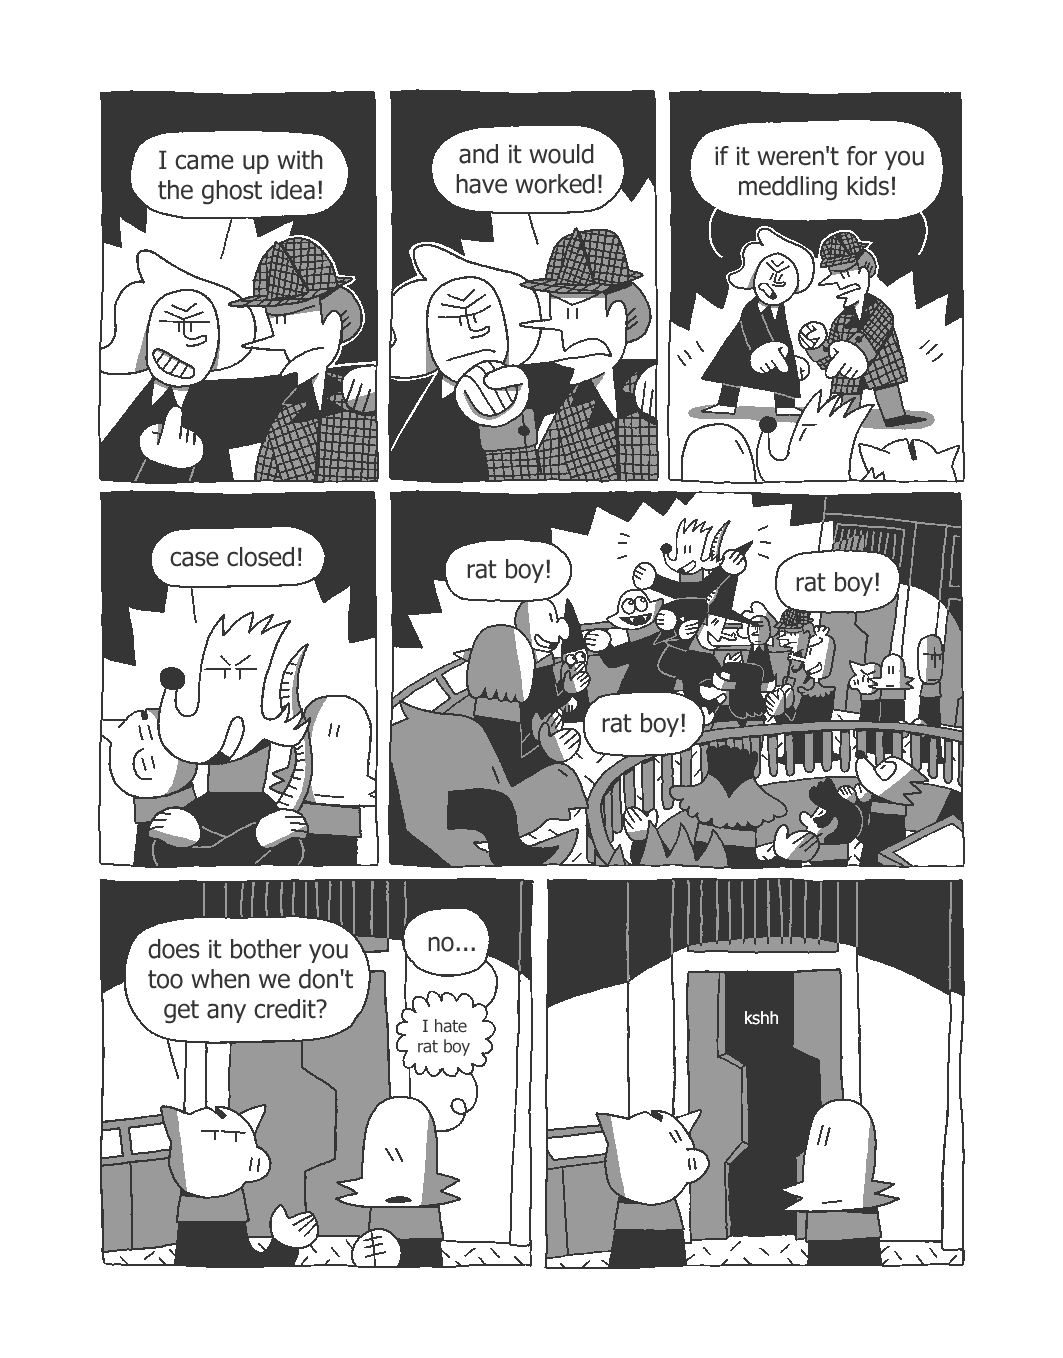 I came up with
the ghost idea!
and it would
have worked!
if it weren't for you
meddling kids!
case closed!
rat boy!
rat boy!
rat boy!
does it bother you
too when we don't
get any credit?
no...
I hate
rat boy
kshh